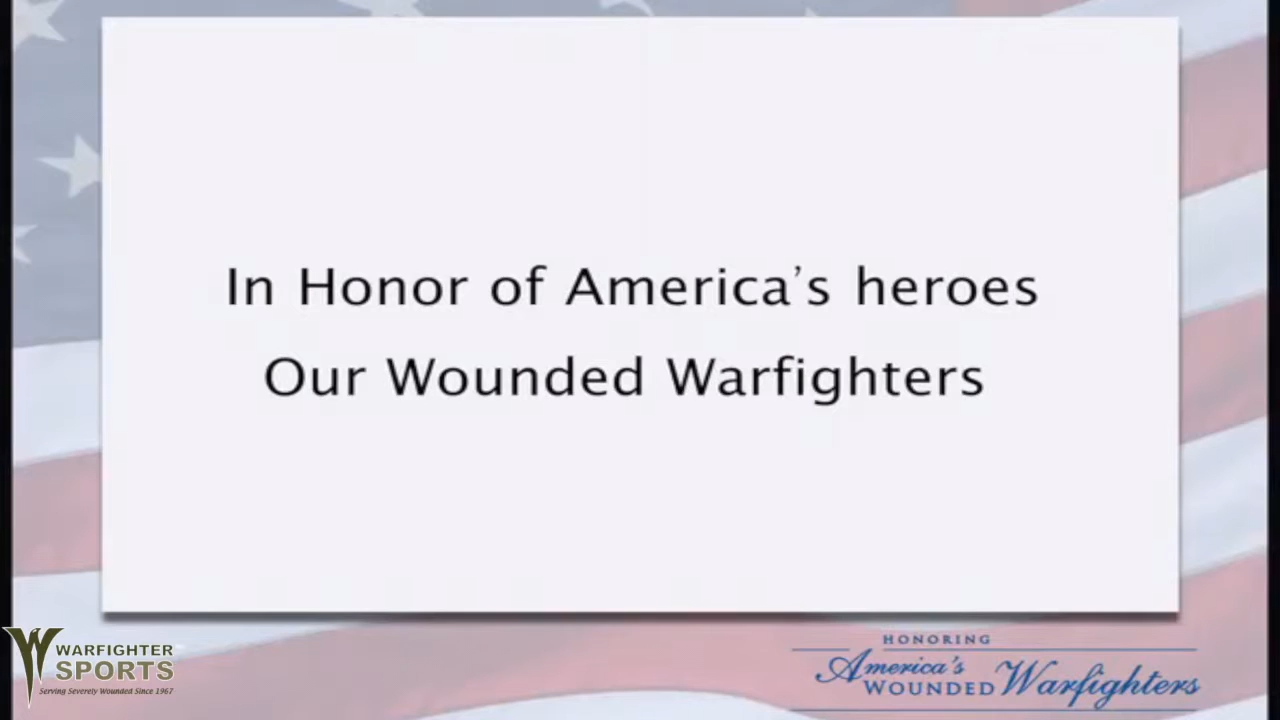 In Honor of America's heroes
Our Wounded Warfighters
WARFIGHTER
SPORTS
Serving Severely Wounded Since 1967
HONORING
America's
WOUNDED Warfighters